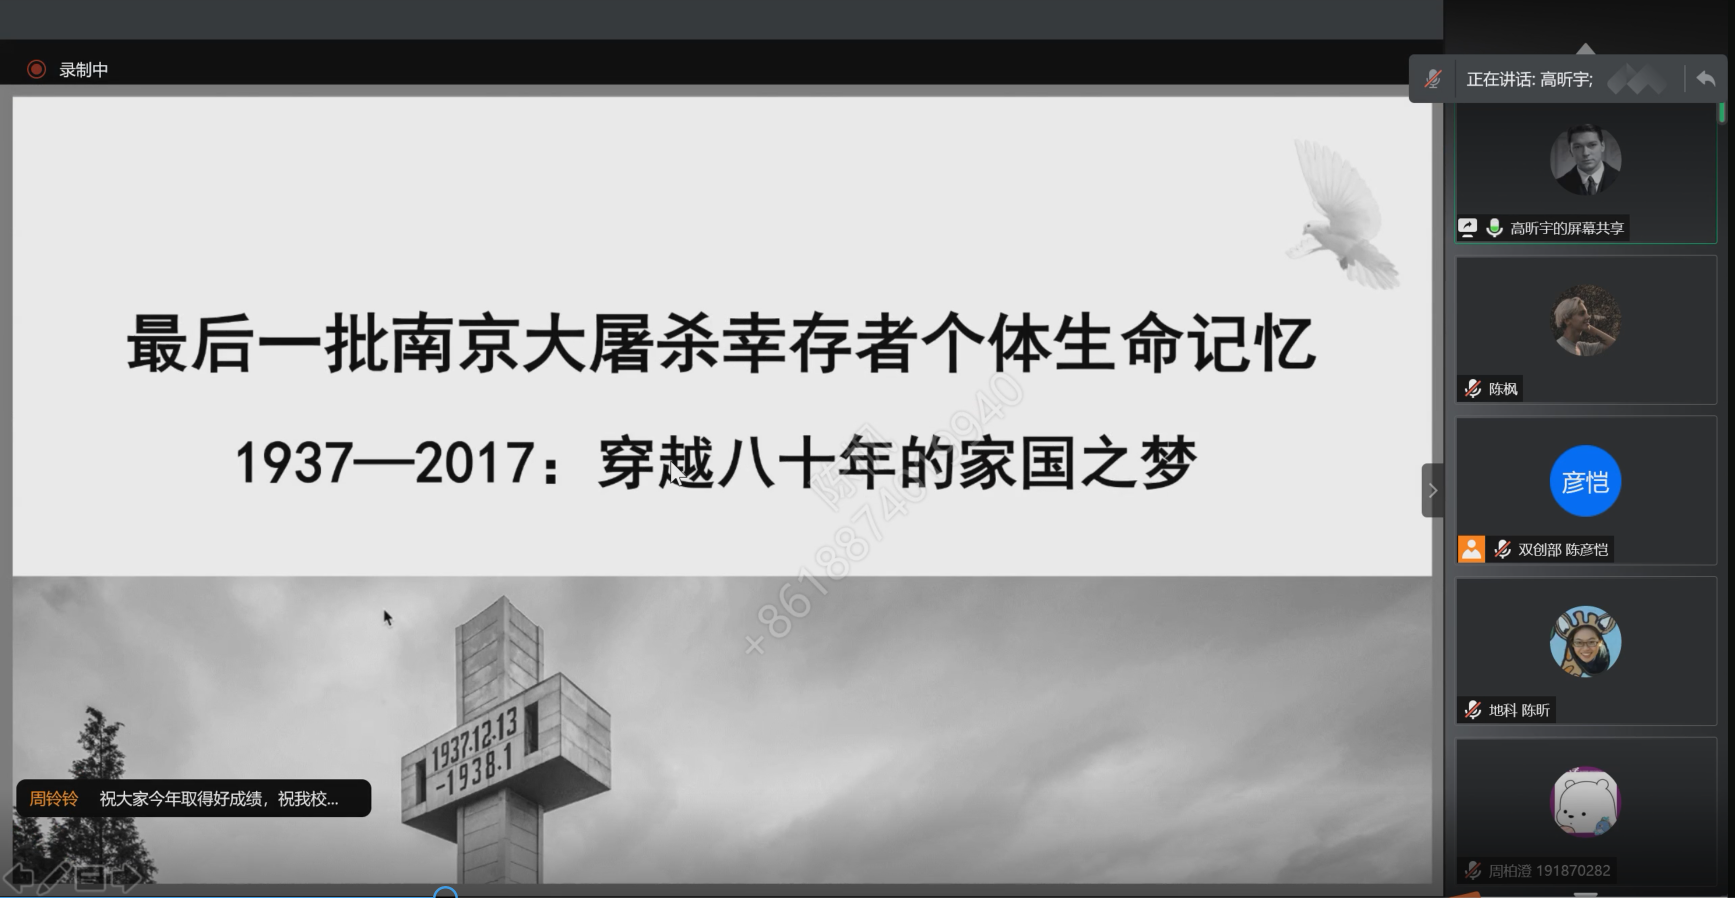 录制中
正在讲话: 高昕宇;
最后一批南京大屠杀幸存者个体生命记忆
1937—2017：穿越八十年的家国之梦
陈枫
1937.12.13
-1938.1
周铃铃 祝大家今年取得好成绩，祝我校...
高昕宇的屏幕共享
陈枫
彦恺
双创部 陈彦恺
地科 陈昕
周柏澄 191870282